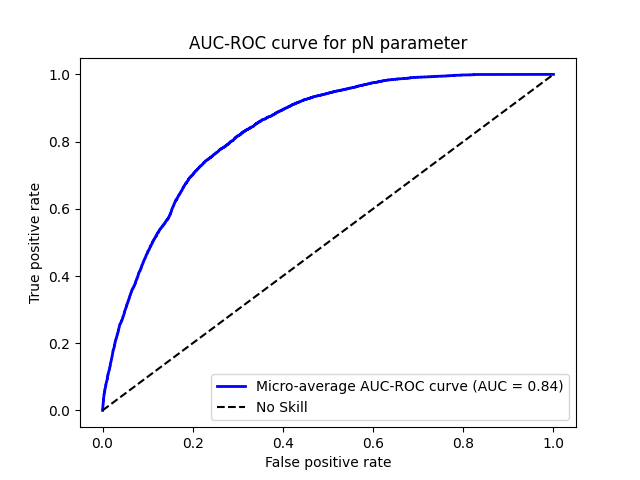 AUC-ROC curve for pN parameter
True positive rate
1.0
0.8
0.6
0.4
0.2
0.0
Micro-average AUC-ROC curve (AUC = 0.84)
No Skill
0.0 0.2 0.4 0.6 0.8 1.0
False positive rate